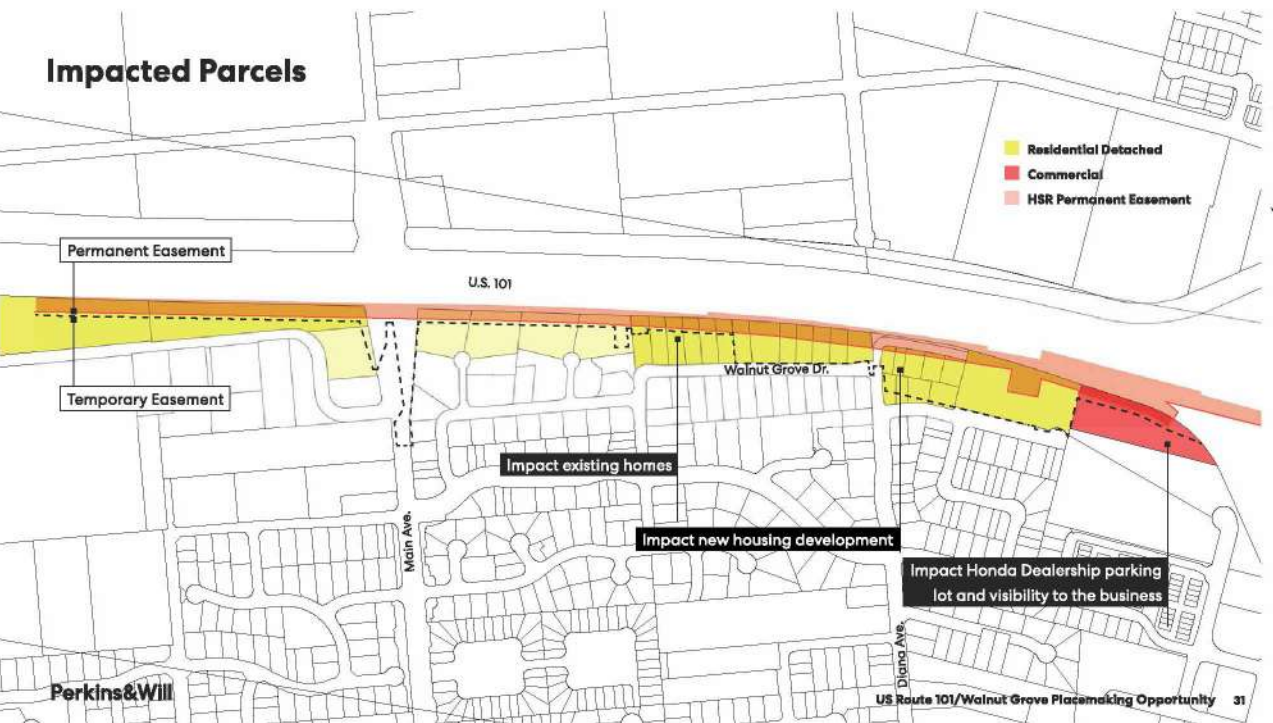 Impacted Parcels
Residential Detached
Commercial
HSR Permanent Easement
Permanent Easement
U.S. 101
Temporary Easement
Walnut Grove Dr.
Impact existing homes
Main Ave.
Impact new housing development
Impact Honda Dealership parking
lot and visibility to the business
Diana Ave.
Perkins&Will
US Route 101/Walnut Grove Placemaking Opportunity 31